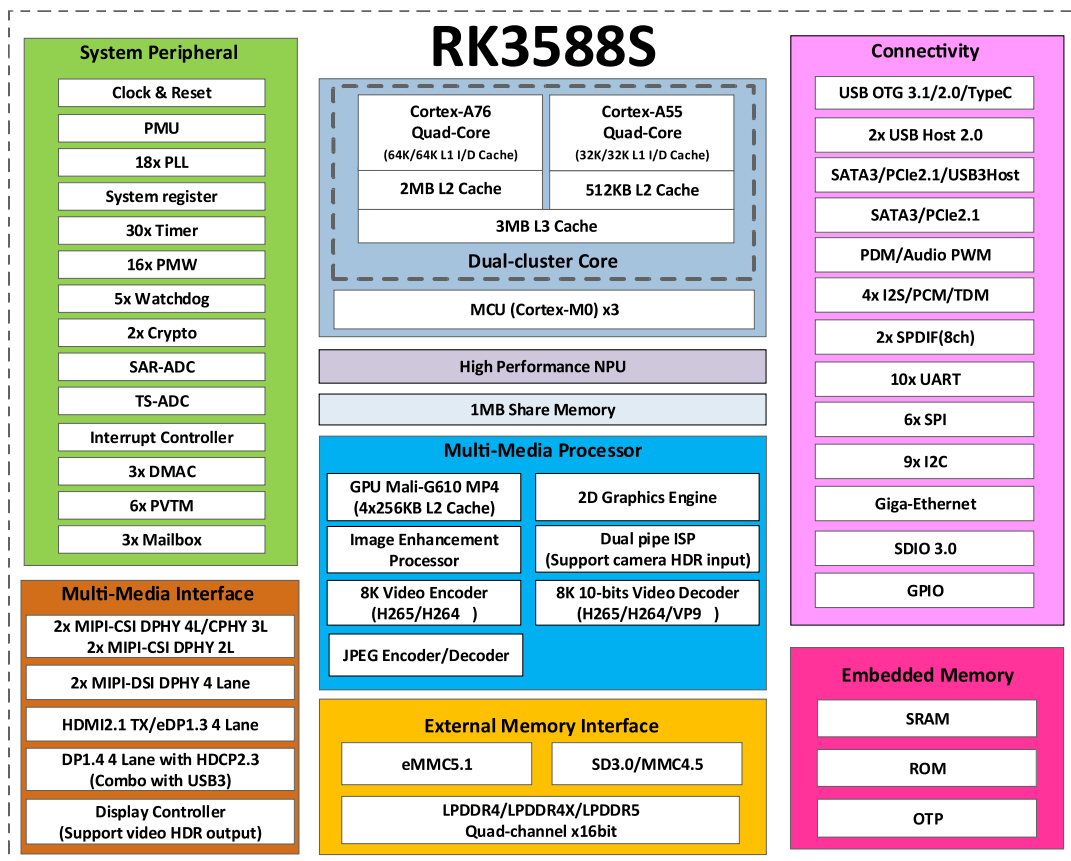 RK3588S
System Peripheral
Clock & Reset
PMU
18x PLL
System register
30x Timer
16x PMW
5x Watchdog
2x Crypto
SAR-ADC
TS-ADC
Interrupt Controller
3x DMAC
6x PVTM
3x Mailbox
Multi-Media Interface
2x MIPI-CSI DPHY 4L/CPHY 3L
2x MIPI-CSI DPHY 2L
2x MIPI-DSI DPHY 4 Lane
HDMI2.1 TX/eDP1.3 4 Lane
DP1.4 4 Lane with HDCP2.3
(Combo with USB3)
Display Controller
(Support video HDR output)
Cortex-A76
Quad-Core
(64K/64K L1 I/D Cache)
2MB L2 Cache
Cortex-A55
Quad-Core
(32K/32K L1 I/D Cache)
512KB L2 Cache
3MB L3 Cache
Dual-cluster Core
MCU (Cortex-M0) x3
High Performance NPU
1MB Share Memory
Multi-Media Processor
GPU Mali-G610 MP4
(4x256KB L2 Cache)
2D Graphics Engine
Image Enhancement
Processor
Dual pipe ISP
(Support camera HDR input)
8K Video Encoder
(H265/H264 )
8K 10-bits Video Decoder
(H265/H264/VP9 )
JPEG Encoder/Decoder
External Memory Interface
eMMC5.1
SD3.0/MMC4.5
LPDDR4/LPDDR4X/LPDDR5
Quad-channel x16bit
Connectivity
USB OTG 3.1/2.0/TypeC
2x USB Host 2.0
SATA3/PCIe2.1/USB3Host
SATA3/PCIe2.1
PDM/Audio PWM
4x I2S/PCM/TDM
2x SPDIF(8ch)
10x UART
6x SPI
9x I2C
Giga-Ethernet
SDIO 3.0
GPIO
Embedded Memory
SRAM
ROM
OTP